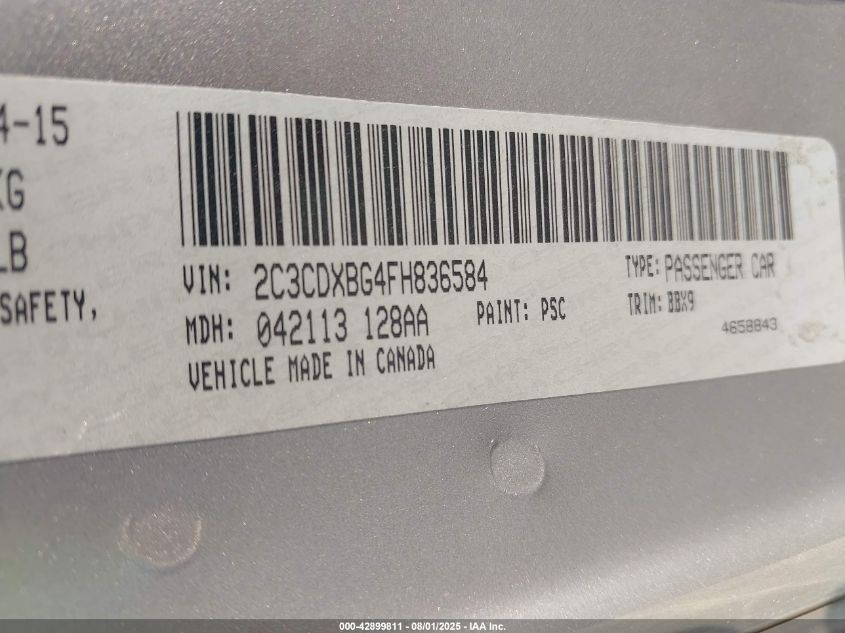 4-15
KG
LB
SAFETY,
VIN: 2C3CDXBG4FH836584
TYPE: PASSENGER CAR
MDH: 042113 128AA
PAINT: PSC
TRIM: BBX9
4658843
VEHICLE MADE IN CANADA
000-42899811 - 08/01/2025 - IAA Inc.